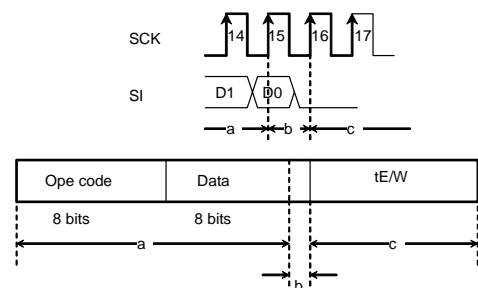 SCK 14 15 16 17
SI D1 D0
a b c
Ope code Data tE/W
8 bits 8 bits
a c
b